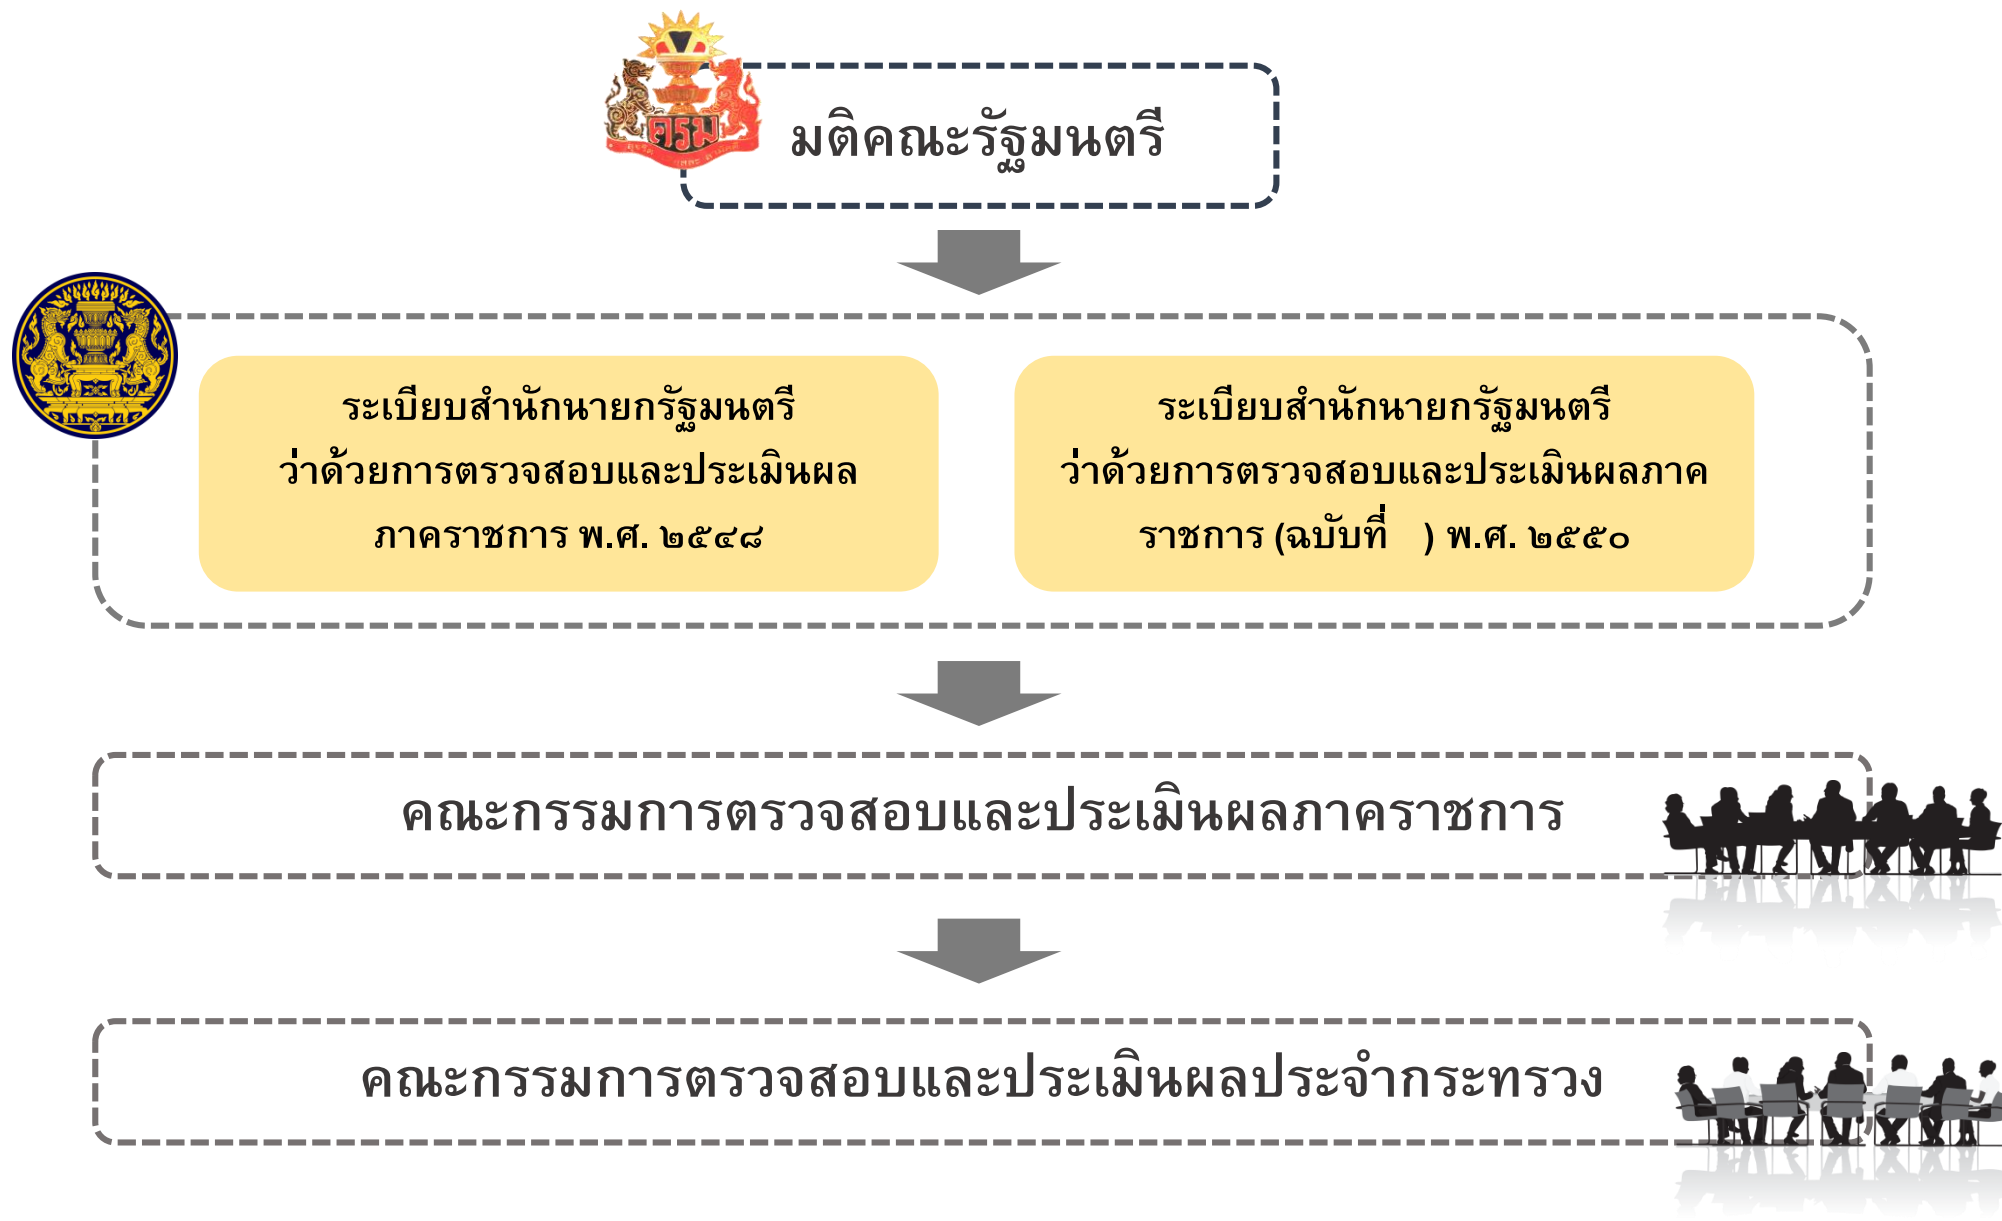 ครม
มติคณะรัฐมนตรี
ระเบียบสำนักนายกรัฐมนตรี
ว่าด้วยการตรวจสอบและประเมินผล
ภาคราชการ พ.ศ. ๒๕๔๘
ระเบียบสำนักนายกรัฐมนตรี
ว่าด้วยการตรวจสอบและประเมินผลภาค
ราชการ (ฉบับที่ ) พ.ศ. ๒๕๕๐
คณะกรรมการตรวจสอบและประเมินผลภาคราชการ
คณะกรรมการตรวจสอบและประเมินผลประจำกระทรวง